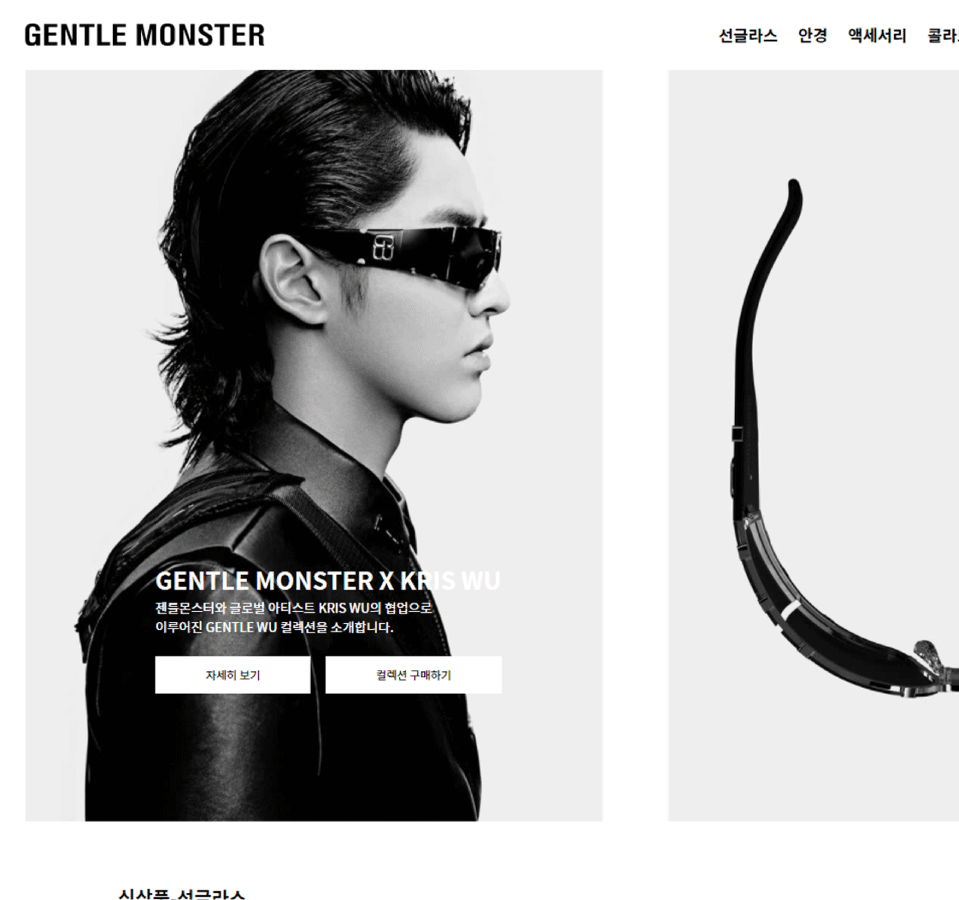 GENTLE MONSTER
선글라스 안경 액세서리 콜라
GENTLE MONSTER X KRIS WU
젠틀몬스터와 글로벌 아티스트 KRIS WU의 협업으로
이루어진 GENTLE WU 컬렉션을 소개합니다.
자세히 보기 컬렉션 구매하기
신상품-선글라스